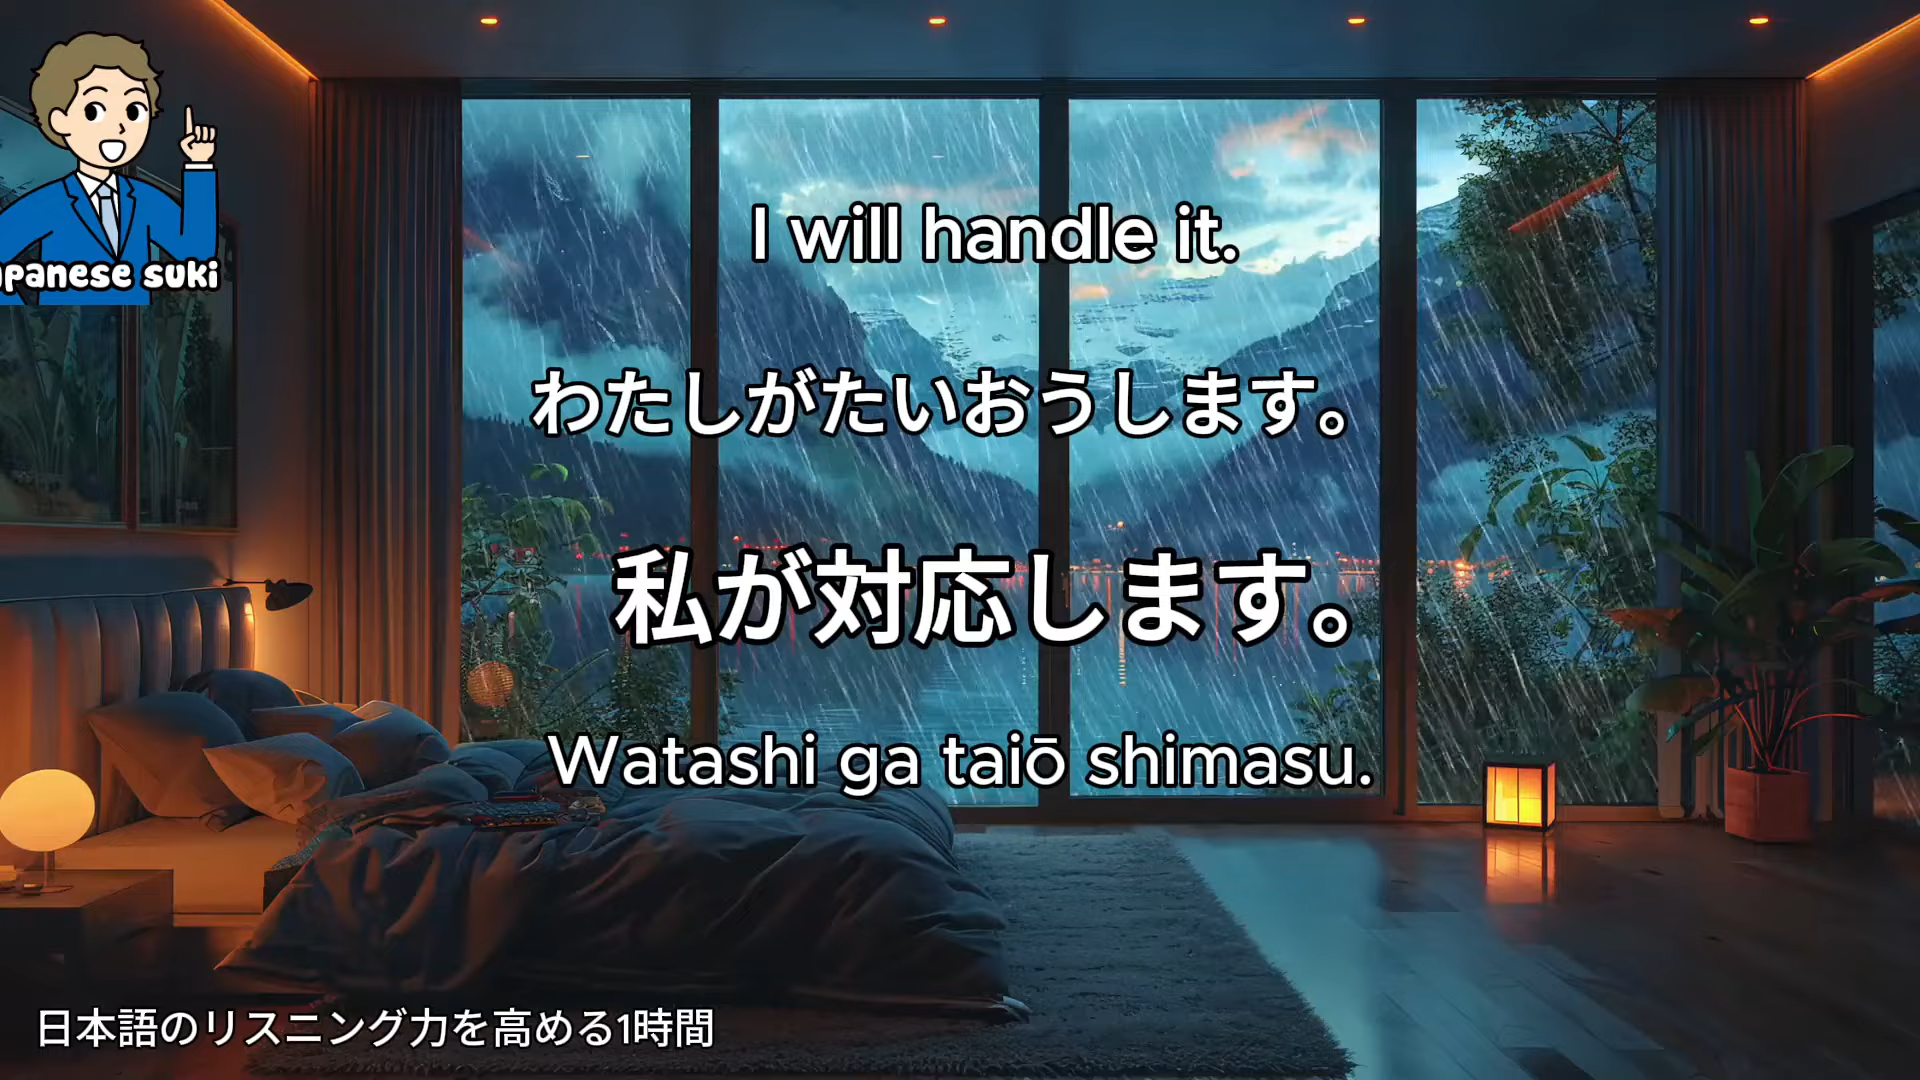 apanese suki
I will handle it.
わたしがたいおうします。
私が対応します。
Watashi ga taiō shimasu.
日本語のリスニング力を高める1時間